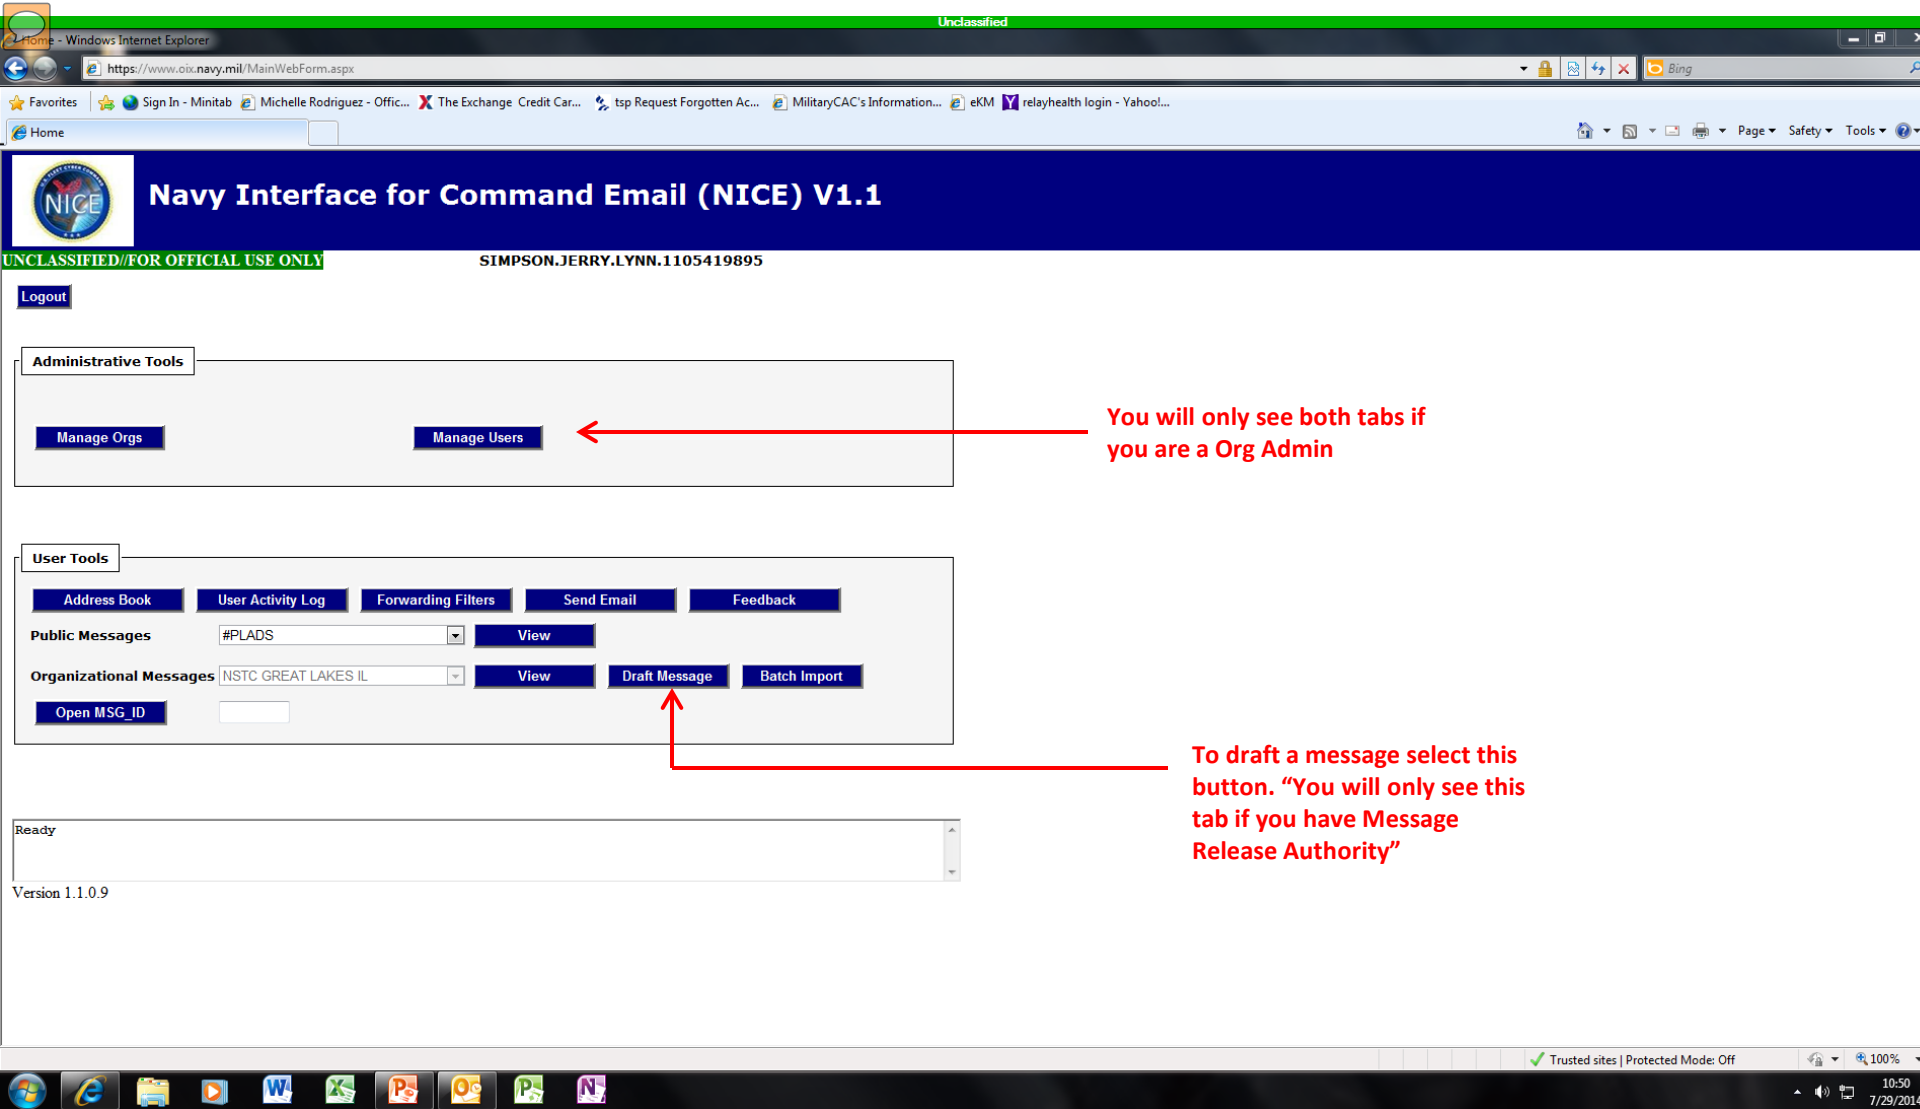 Unclassified
Home - Windows Internet Explorer
https://www.oix.navy.mil/MainWebForm.aspx
Bing
Favorites Sign In - Minitab Michelle Rodriguez - Offic... The Exchange Credit Car... tsp Request Forgotten Ac... MilitaryCAC's Information... eKM relayhealth login - Yahoo!...
Home
Page Safety Tools
NICE
Navy Interface for Command Email (NICE) V1.1
UNCLASSIFIED//FOR OFFICIAL USE ONLY
SIMPSON.JERRY.LYNN.1105419895
Logout
Administrative Tools
Manage Orgs
Manage Users
You will only see both tabs if
you are a Org Admin
User Tools
Address Book User Activity Log Forwarding Filters Send Email Feedback
Public Messages #PLADS View
Organizational Messages NSTC GREAT LAKES IL View Draft Message Batch Import
Open MSG_ID
To draft a message select this
button. “You will only see this
tab if you have Message
Release Authority”
Ready
Version 1.1.0.9
Trusted sites | Protected Mode: Off
100%
10:50
7/29/2014